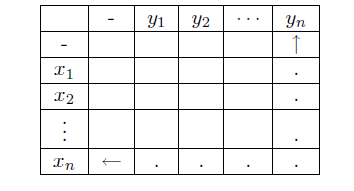 - y₁ y₂ ⋯ yₙ
- ↑
x₁ .
x₂ .
⋮ .
xₙ ← . . . .